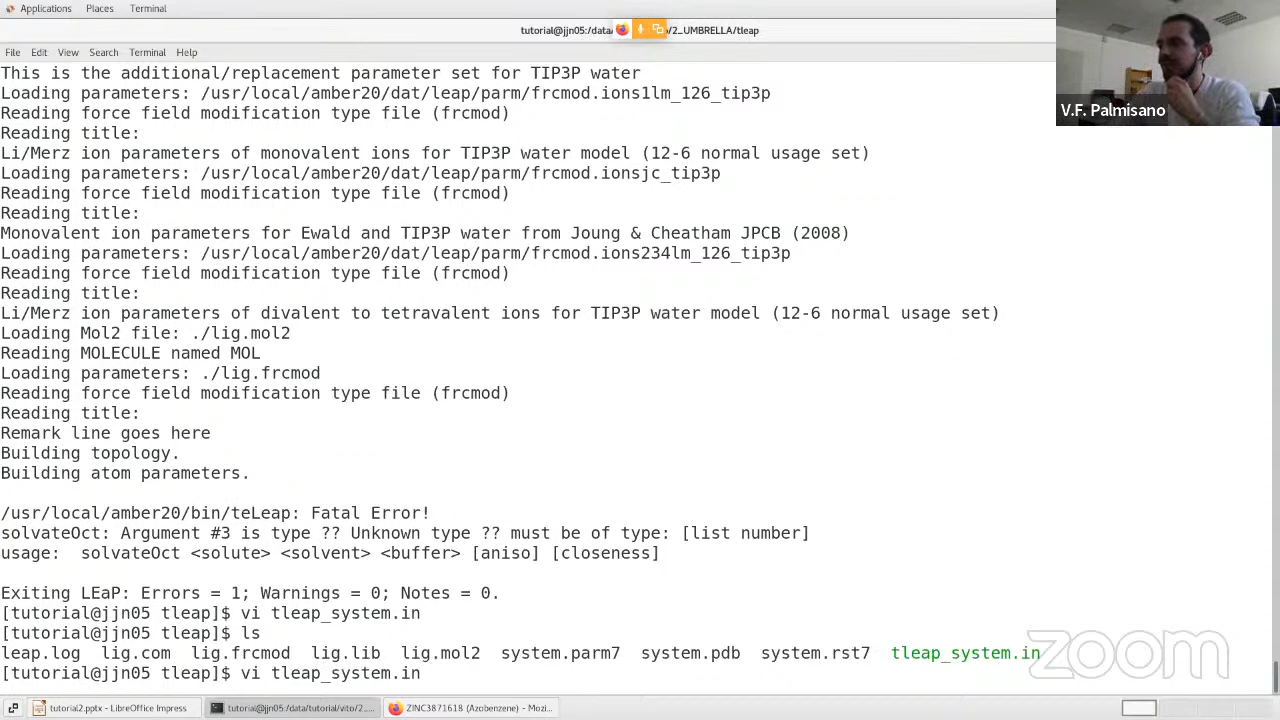 Applications Places Terminal
tutorial@jjn05:/data/ /2_UMBRELLA/tleap
File Edit View Search Terminal Help
This is the additional/replacement parameter set for TIP3P water
Loading parameters: /usr/local/amber20/dat/leap/parm/frcmod.ions1lm_126_tip3p
Reading force field modification type file (frcmod)
Reading title:
Li/Merz ion parameters of monovalent ions for TIP3P water model (12-6 normal usage set)
Loading parameters: /usr/local/amber20/dat/leap/parm/frcmod.ionsjc_tip3p
Reading force field modification type file (frcmod)
Reading title:
Monovalent ion parameters for Ewald and TIP3P water from Joung & Cheatham JPCB (2008)
Loading parameters: /usr/local/amber20/dat/leap/parm/frcmod.ions234lm_126_tip3p
Reading force field modification type file (frcmod)
Reading title:
Li/Merz ion parameters of divalent to tetravalent ions for TIP3P water model (12-6 normal usage set)
Loading Mol2 file: ./lig.mol2
Reading MOLECULE named MOL
Loading parameters: ./lig.frcmod
Reading force field modification type file (frcmod)
Reading title:
Remark line goes here
Building topology.
Building atom parameters.
/usr/local/amber20/bin/teLeap: Fatal Error!
solvateOct: Argument #3 is type ?? Unknown type ?? must be of type: [list number]
usage: solvateOct <solute> <solvent> <buffer> [aniso] [closeness]
Exiting LEaP: Errors = 1; Warnings = 0; Notes = 0.
[tutorial@jjn05 tleap]$ vi tleap_system.in
[tutorial@jjn05 tleap]$ ls
leap.log lig.com lig.frcmod lig.lib lig.mol2 system.parm7 system.pdb system.rst7 tleap_system.in
[tutorial@jjn05 tleap]$ vi tleap_system.in
V.F. Palmisano
zoom
tutorial2.pptx - LibreOffice Impress
tutorial@jjn05:/data/tutorial/vito/2...
ZINC3871618 (Azobenzene) - Mozi...